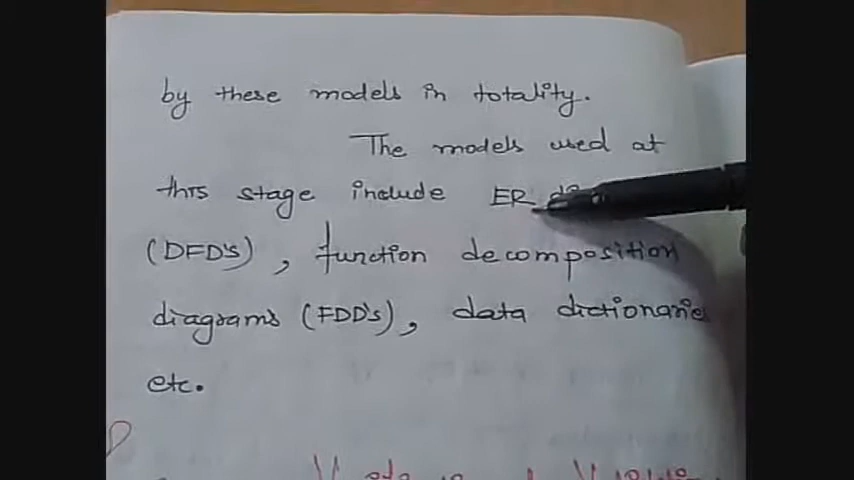 by these models in totality.
The models used at
this stage include ER
(DFD's), function decomposition
diagrams (FDD's), data dictionaries
etc.